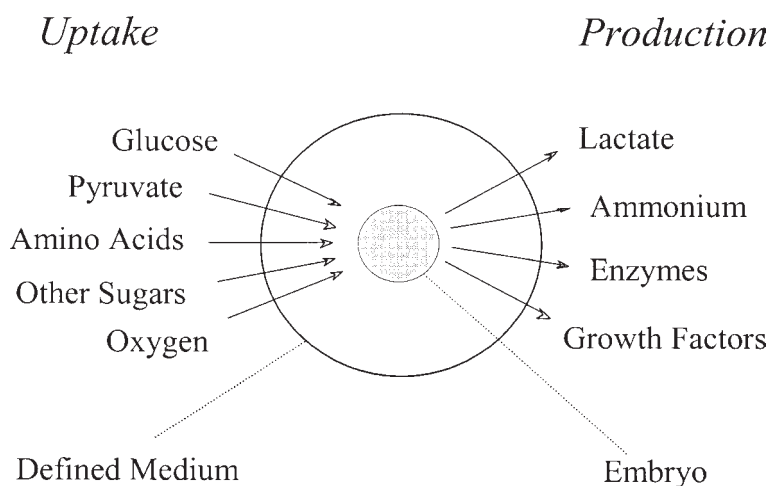 Uptake
Production
Glucose
Pyruvate
Amino Acids
Other Sugars
Oxygen
Lactate
Ammonium
Enzymes
Growth Factors
Defined Medium
Embryo